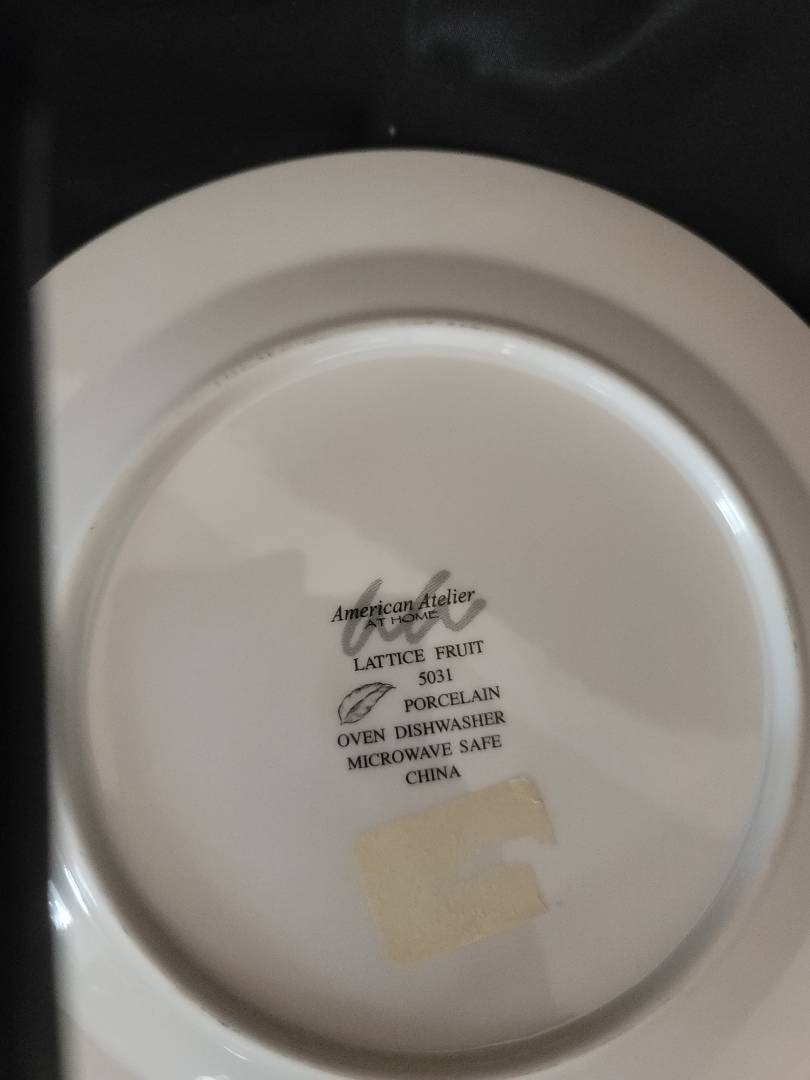 American Atelier
AT HOME
LATTICE FRUIT
5031
PORCELAIN
OVEN DISHWASHER
MICROWAVE SAFE
CHINA